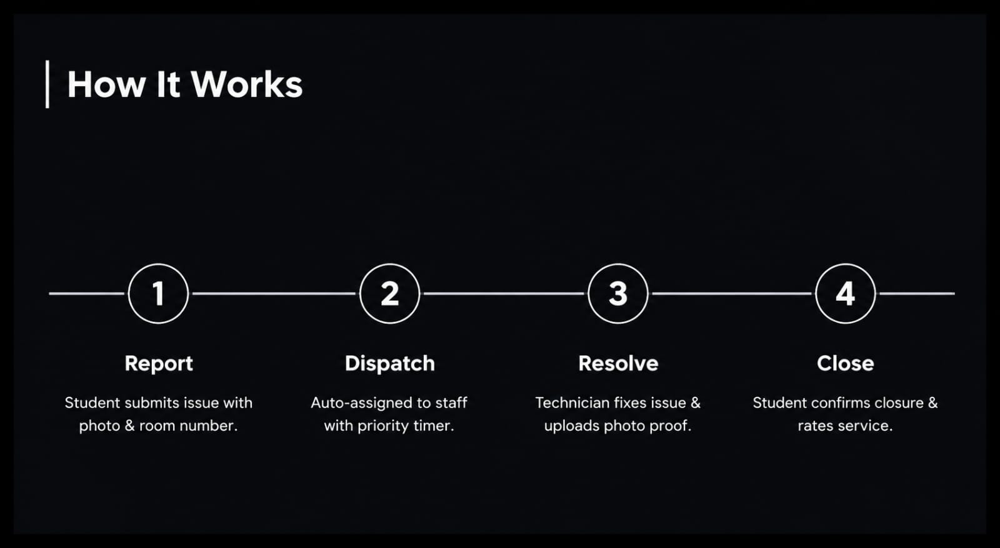 How It Works
1
2
3
4
Report
Student submits issue with
photo & room number.
Dispatch
Auto-assigned to staff
with priority timer.
Resolve
Technician fixes issue &
uploads photo proof.
Close
Student confirms closure &
rates service.